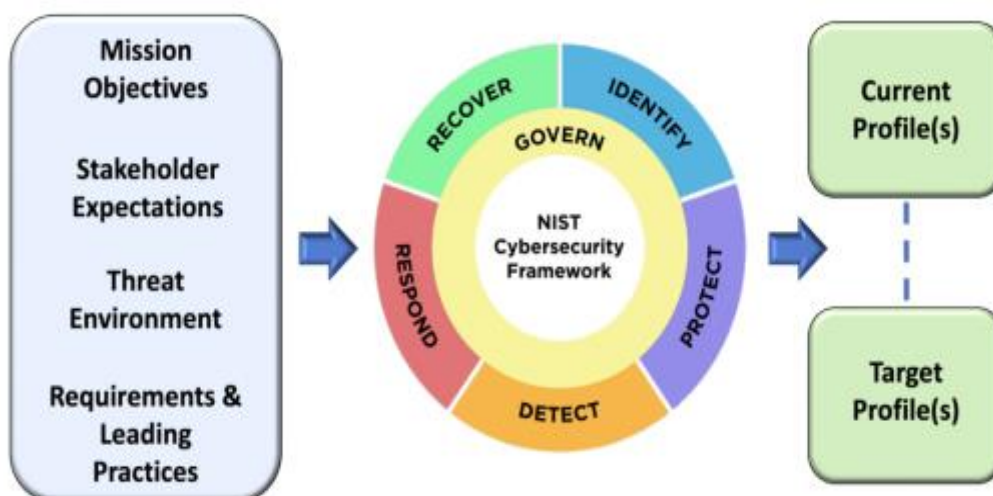 Mission
Objectives
Stakeholder
Expectations
Threat
Environment
Requirements &
Leading
Practices
RECOVER
IDENTIFY
GOVERN
NIST
Cybersecurity
Framework
RESPOND
PROTECT
DETECT
Current
Profile(s)
Target
Profile(s)